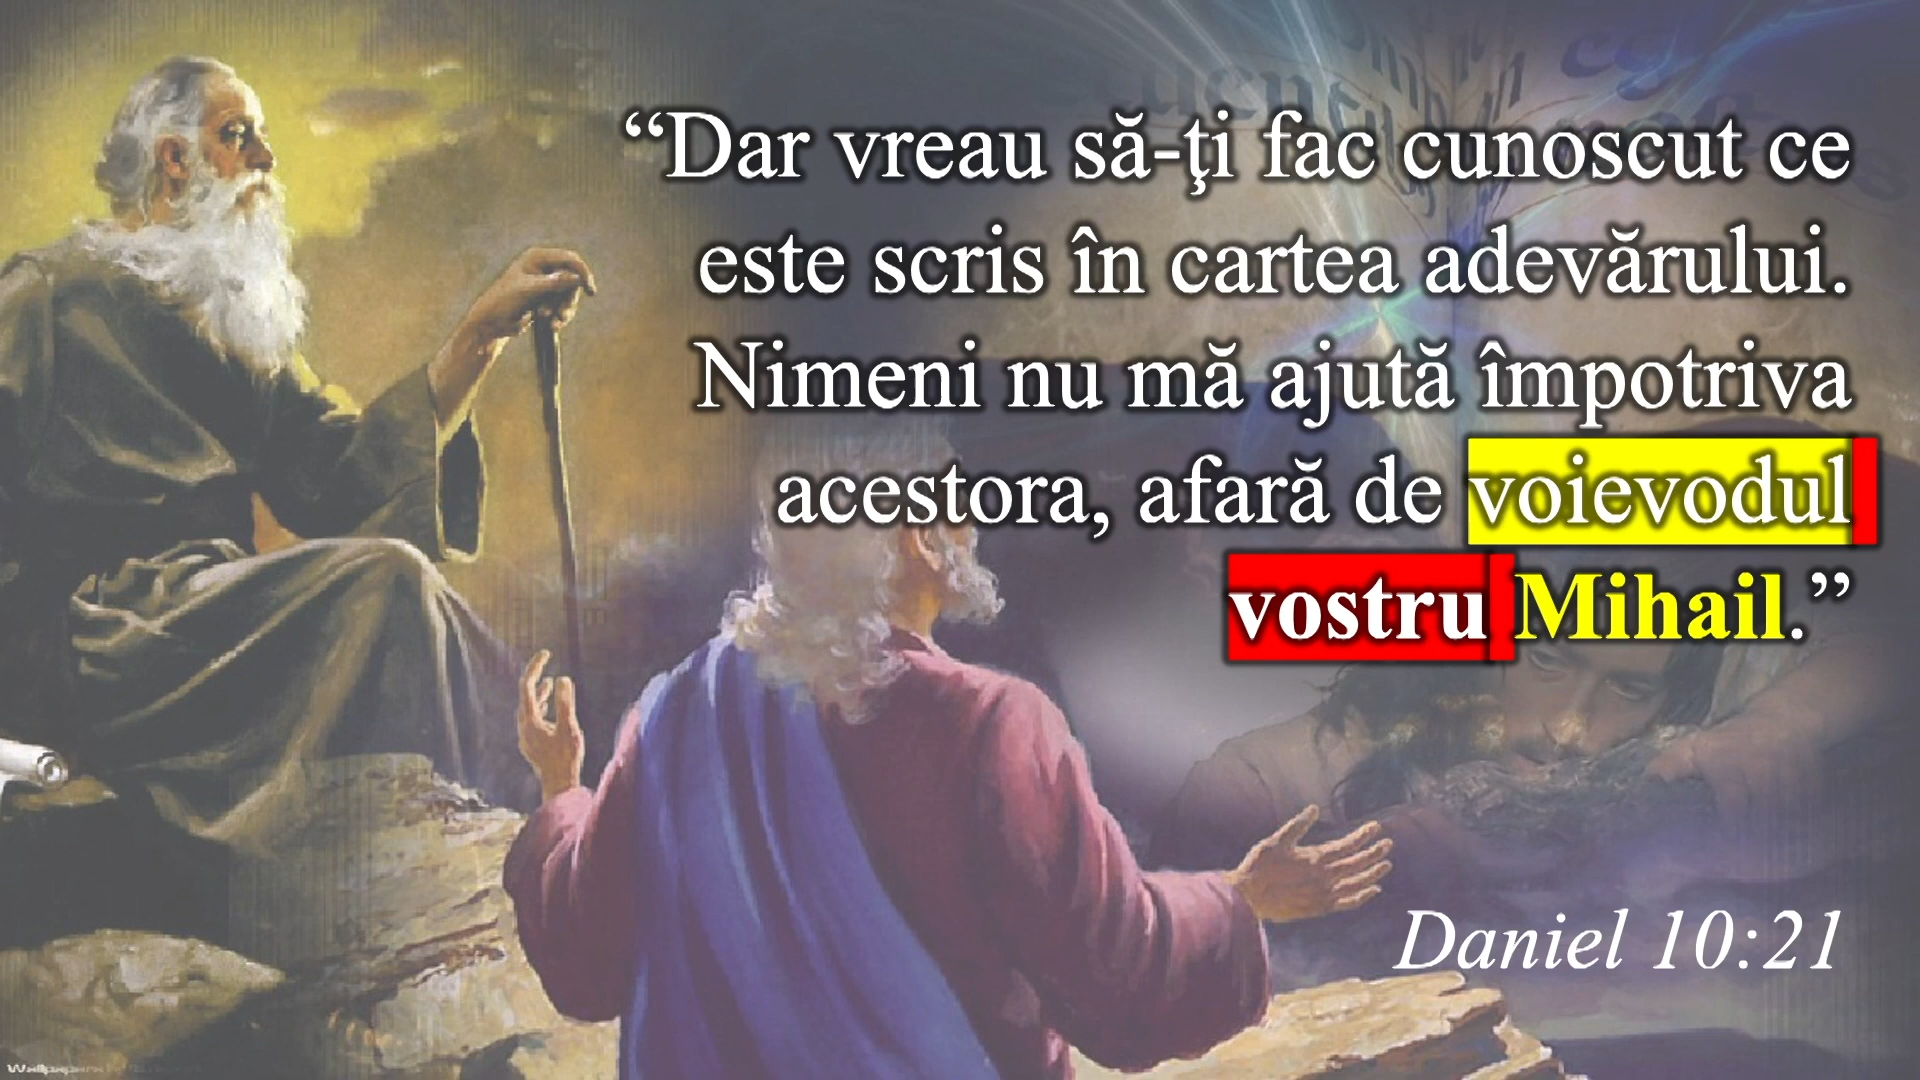 “Dar vreau să-ţi fac cunoscut ce
este scris în cartea adevărului.
Nimeni nu mă ajută împotriva
acestora, afară de voievodul
vostru Mihail.”
Daniel 10:21